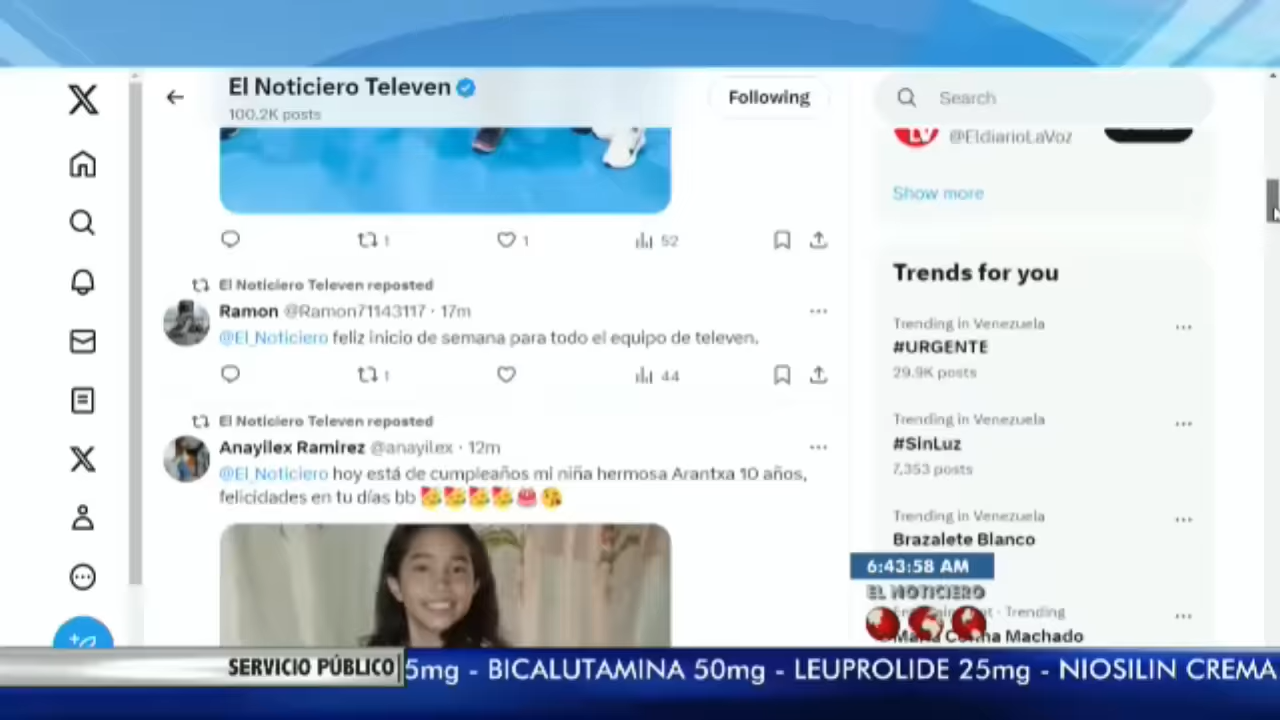 El Noticiero Televen
100.2K posts
Following
Search
@EldiarioLaVoz
Show more
1
1
52
El Noticiero Televen reposted
Ramon @Ramon71143117 · 17m
@El_Noticiero feliz inicio de semana para todo el equipo de televen.
1
44
El Noticiero Televen reposted
Anayilex Ramirez @anayilex · 12m
@El_Noticiero hoy está de cumpleaños mi niña hermosa Arantxa 10 años,
felicidades en tu días bb
Trends for you
Trending in Venezuela
#URGENTE
29.9K posts
Trending in Venezuela
#SinLuz
7,353 posts
Trending in Venezuela
Brazalete Blanco
6:43:58 AM
EL NOTICIERO
· Trending
Machado
SERVICIO PÚBLICO
5mg - BICALUTAMINA 50mg - LEUPROLIDE 25mg - NIOSILIN CREMA